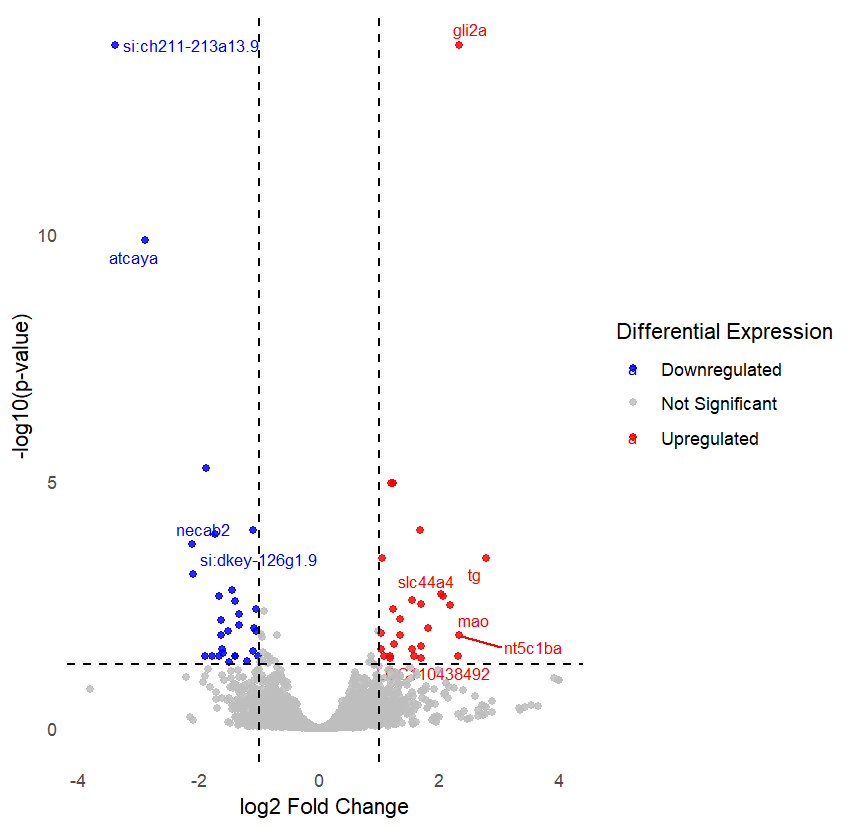 gli2a
si:ch211-213a13.9
10
atcaya
-log10(p-value)
Differential Expression
a Downregulated
Not Significant
a Upregulated
5
necab2
si:dkey-126g1.9
slc44a4
tg
mao
nt5c1ba
0
-4
-2
0
2
4
log2 Fold Change